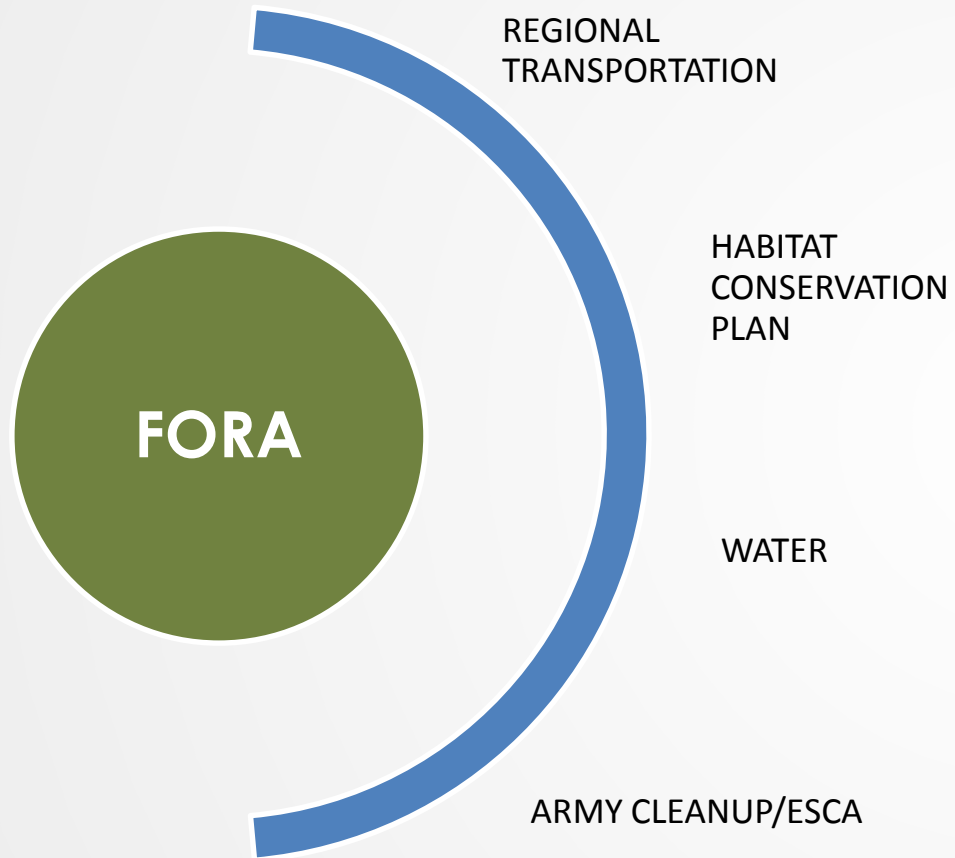 REGIONAL
TRANSPORTATION
HABITAT
CONSERVATION
PLAN
FORA
WATER
ARMY CLEANUP/ESCA